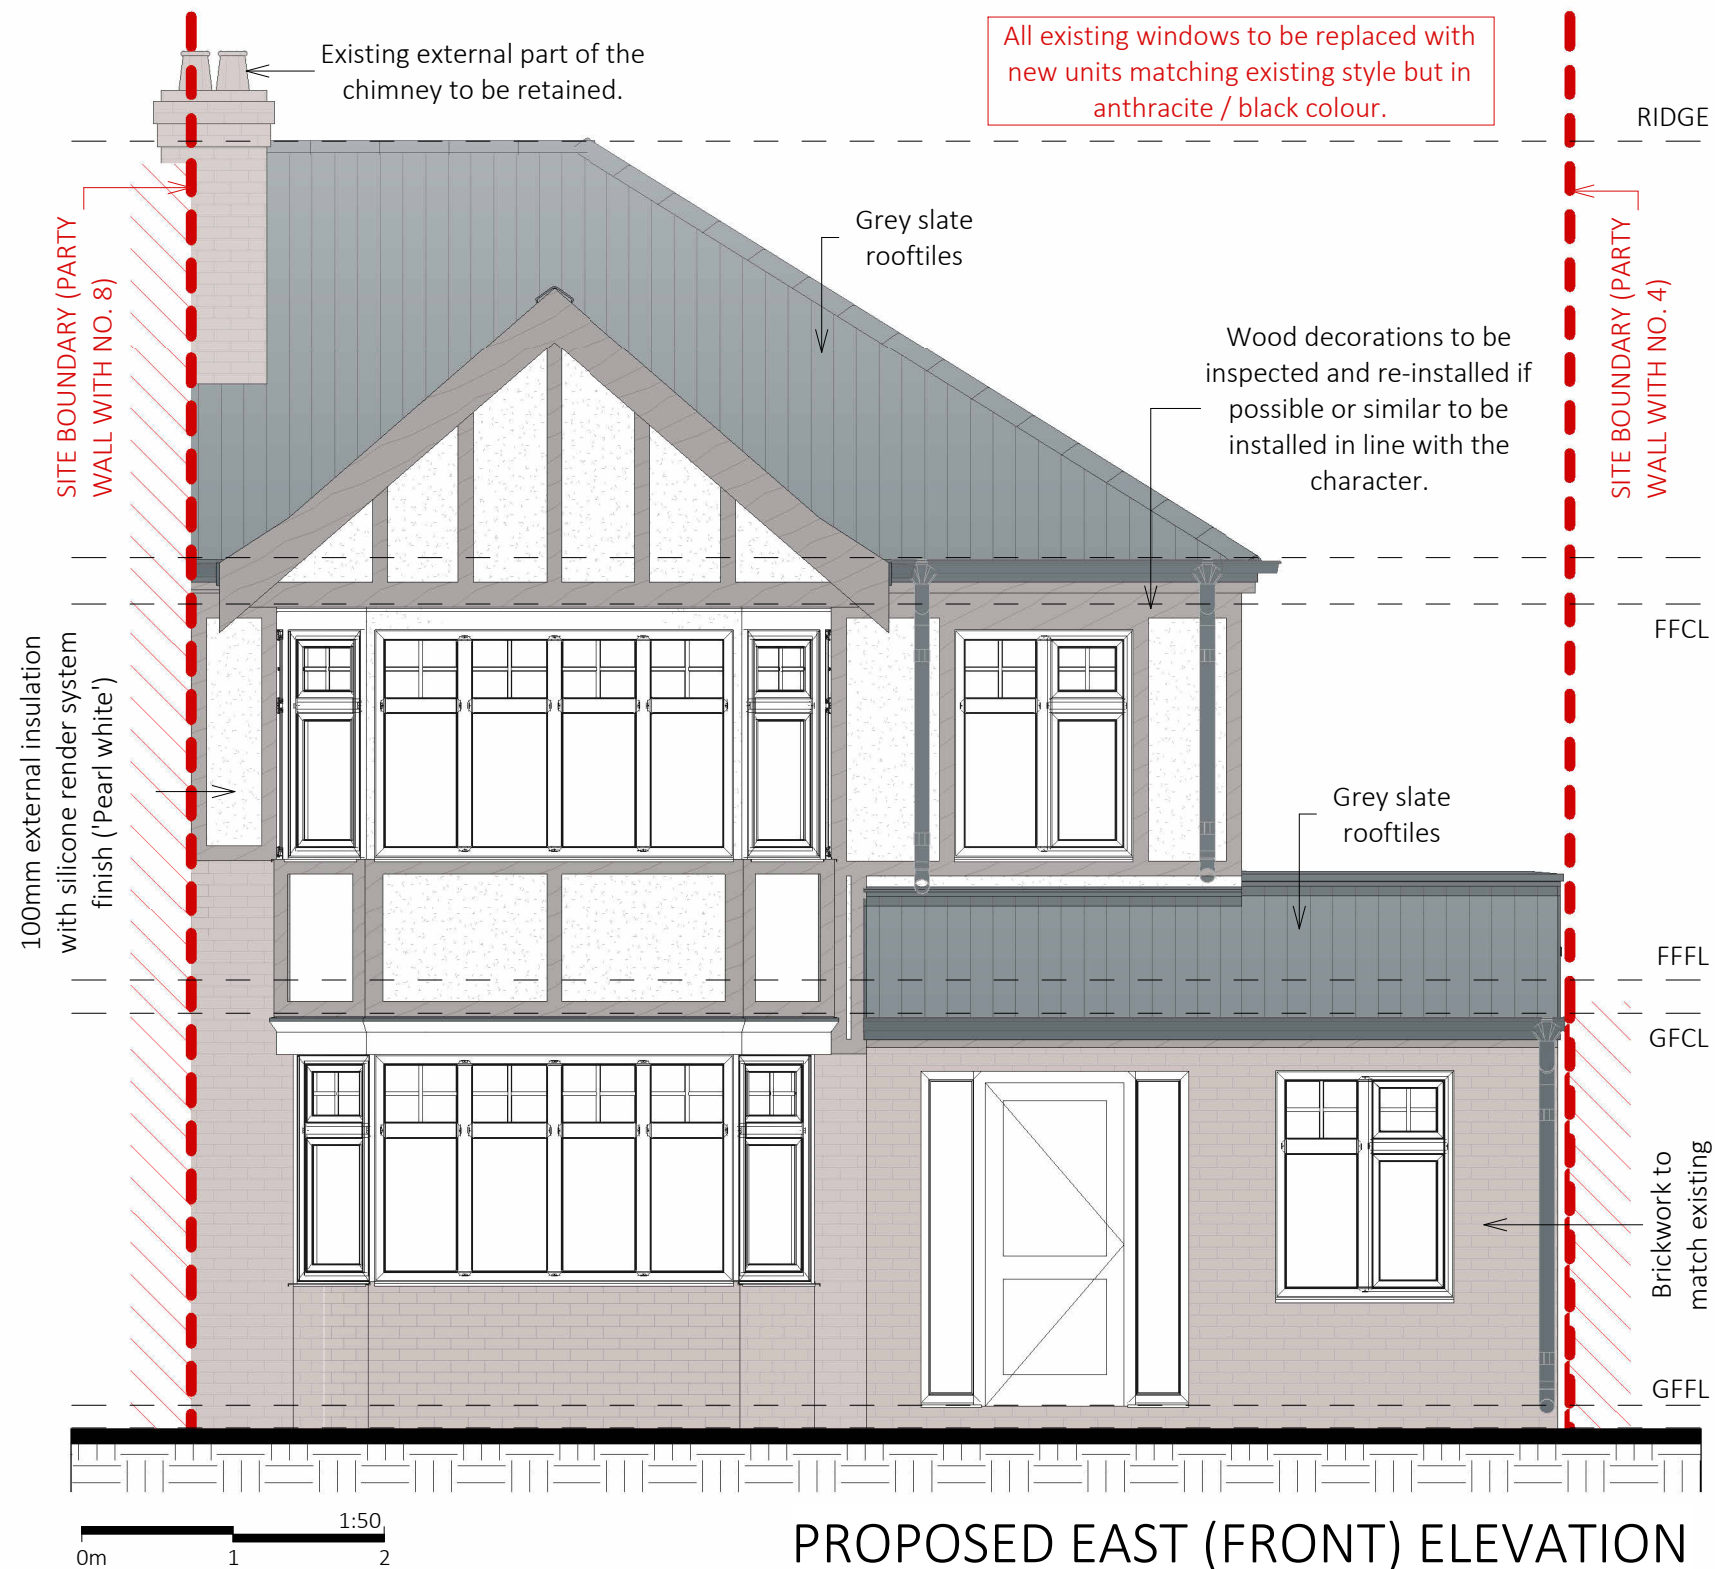 Existing external part of the
chimney to be retained.
All existing windows to be replaced with
new units matching existing style but in
anthracite / black colour.
RIDGE
SITE BOUNDARY (PARTY
WALL WITH NO. 8)
Grey slate
rooftiles
SITE BOUNDARY (PARTY
WALL WITH NO. 4)
Wood decorations to be
inspected and re-installed if
possible or similar to be
installed in line with the
character.
FFCL
100mm external insulation
with silicone render system
finish ('Pearl white')
Grey slate
rooftiles
FFFL
GFCL
Brickwork to
match existing
GFFL
1:50
0m 1 2
PROPOSED EAST (FRONT) ELEVATION